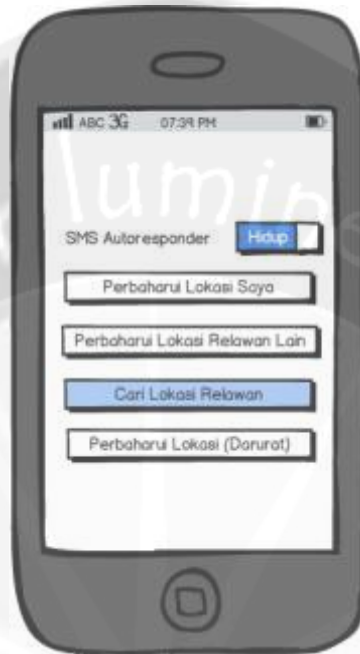 ABC 3G 07:39 PM
SMS Autoresponder Hidup
Perbaharui Lokasi Saya
Perbaharui Lokasi Relawan Lain
Cari Lokasi Relawan
Perbaharui Lokasi (Darurat)